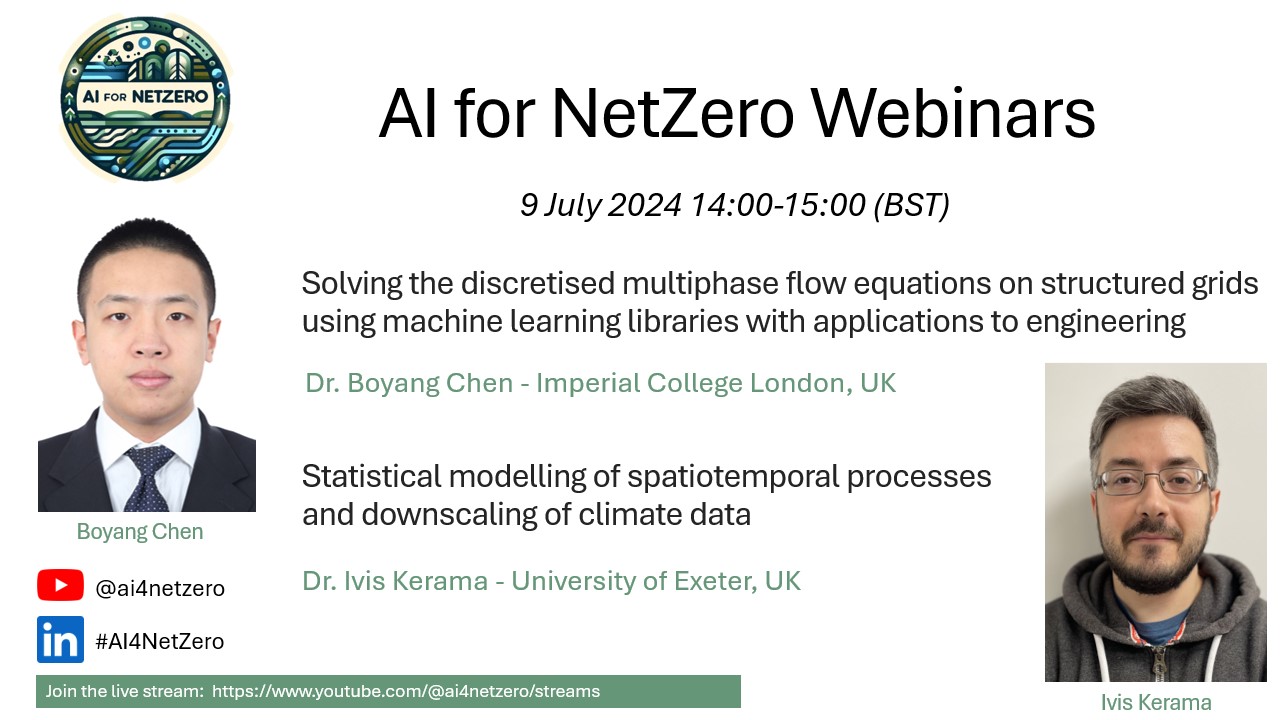 AI FOR NETZERO
AI for NetZero Webinars
9 July 2024 14:00-15:00 (BST)
Solving the discretised multiphase flow equations on structured grids
using machine learning libraries with applications to engineering
Dr. Boyang Chen - Imperial College London, UK
Statistical modelling of spatiotemporal processes
and downscaling of climate data
Dr. Ivis Kerama - University of Exeter, UK
Boyang Chen
@ai4netzero
in
#AI4NetZero
Join the live stream: https://www.youtube.com/@ai4netzero/streams
Ivis Kerama